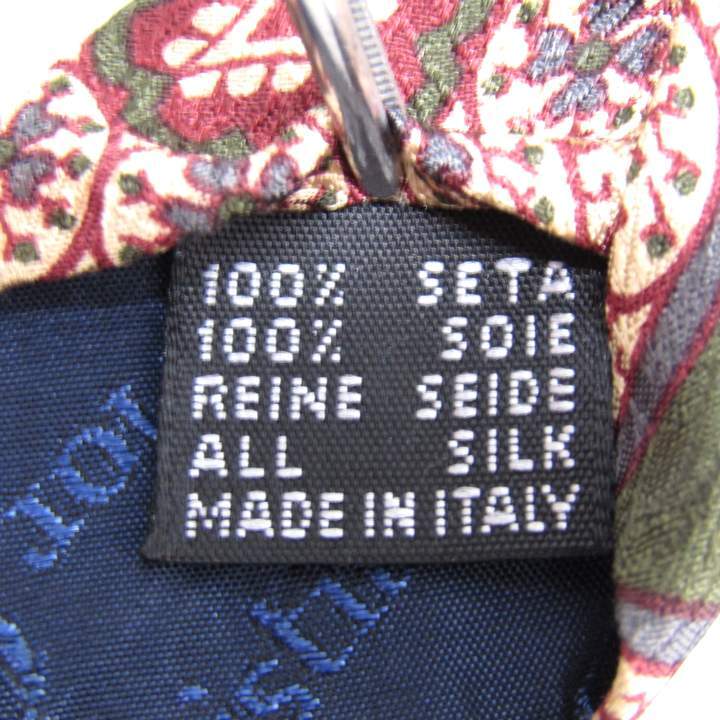 100% SETA
100% SOIE
REINE SEIDE
ALL SILK
MADE IN ITALY